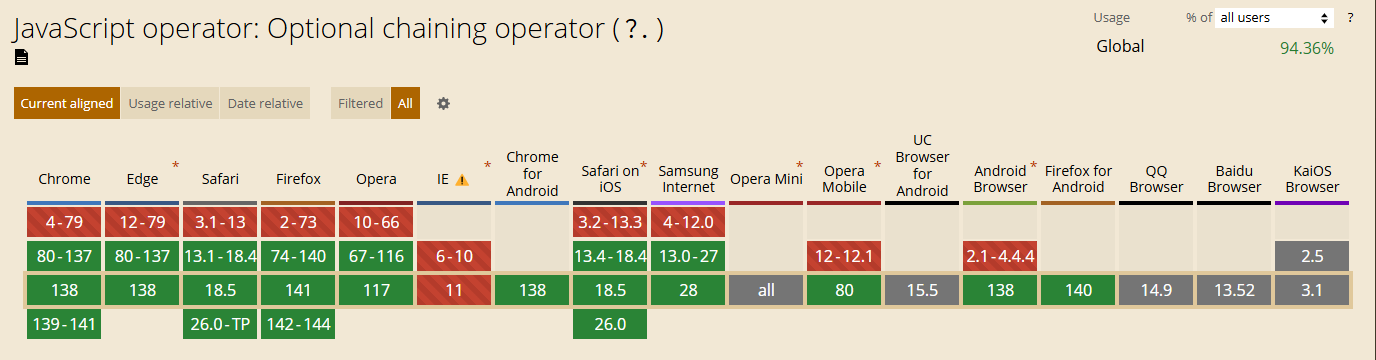 JavaScript operator: Optional chaining operator (?.)
Usage % of all users ?
Global 94.36%
Current aligned Usage relative Date relative Filtered All
Chrome Edge * Safari Firefox Opera IE * Chrome for Android Safari on iOS * Samsung Internet Opera Mini * Opera Mobile * UC Browser for Android Android Browser * Firefox for Android QQ Browser Baidu Browser KaiOS Browser
4-79 12-79 3.1-13 2-73 10-66 3.2-13.3 4-12.0
80-137 80-137 13.1-18.4 74-140 67-116 6-10 13.4-18.4 13.0-27 12-12.1 2.1-4.4.4 2.5
138 138 18.5 141 117 11 138 18.5 28 all 80 15.5 138 140 14.9 13.52 3.1
139-141 26.0-TP 142-144 26.0